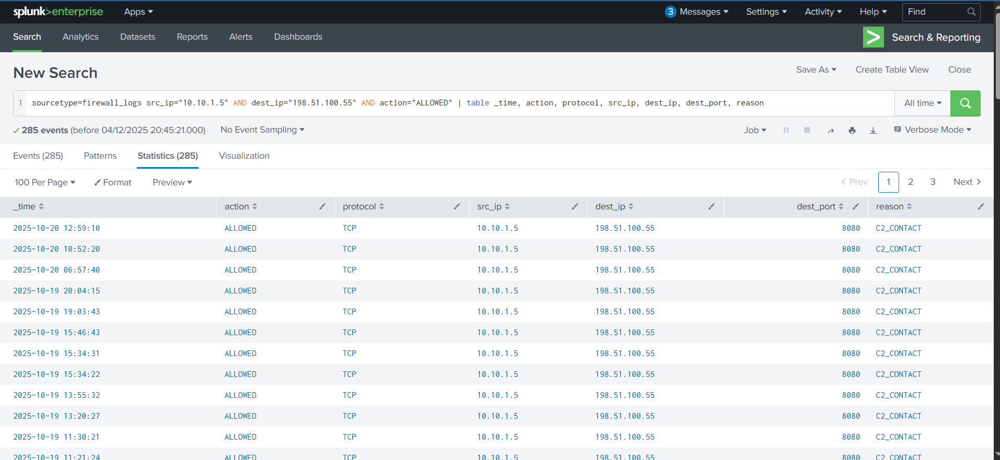 splunk>enterprise Apps 3 Messages Settings Activity Help Find
Search Analytics Datasets Reports Alerts Dashboards Search & Reporting
New Search Save As Create Table View Close
1 sourcetype=firewall_logs src_ip="10.10.1.5" AND dest_ip="198.51.100.55" AND action="ALLOWED" | table _time, action, protocol, src_ip, dest_ip, dest_port, reason All time
285 events (before 04/12/2025 20:45:21.000) No Event Sampling Job Verbose Mode
Events (285) Patterns Statistics (285) Visualization
100 Per Page Format Preview Prev 1 2 3 Next
_time action protocol src_ip dest_ip dest_port reason
2025-10-20 12:59:10 ALLOWED TCP 10.10.1.5 198.51.100.55 8080 C2_CONTACT
2025-10-20 10:52:20 ALLOWED TCP 10.10.1.5 198.51.100.55 8080 C2_CONTACT
2025-10-20 06:57:40 ALLOWED TCP 10.10.1.5 198.51.100.55 8080 C2_CONTACT
2025-10-19 20:04:15 ALLOWED TCP 10.10.1.5 198.51.100.55 8080 C2_CONTACT
2025-10-19 19:03:43 ALLOWED TCP 10.10.1.5 198.51.100.55 8080 C2_CONTACT
2025-10-19 15:46:43 ALLOWED TCP 10.10.1.5 198.51.100.55 8080 C2_CONTACT
2025-10-19 15:34:31 ALLOWED TCP 10.10.1.5 198.51.100.55 8080 C2_CONTACT
2025-10-19 15:34:22 ALLOWED TCP 10.10.1.5 198.51.100.55 8080 C2_CONTACT
2025-10-19 13:55:32 ALLOWED TCP 10.10.1.5 198.51.100.55 8080 C2_CONTACT
2025-10-19 13:20:27 ALLOWED TCP 10.10.1.5 198.51.100.55 8080 C2_CONTACT
2025-10-19 11:30:21 ALLOWED TCP 10.10.1.5 198.51.100.55 8080 C2_CONTACT
2025-10-19 11:21:24 ALLOWED TCP 10.10.1.5 198.51.100.55 8080 C2_CONTACT